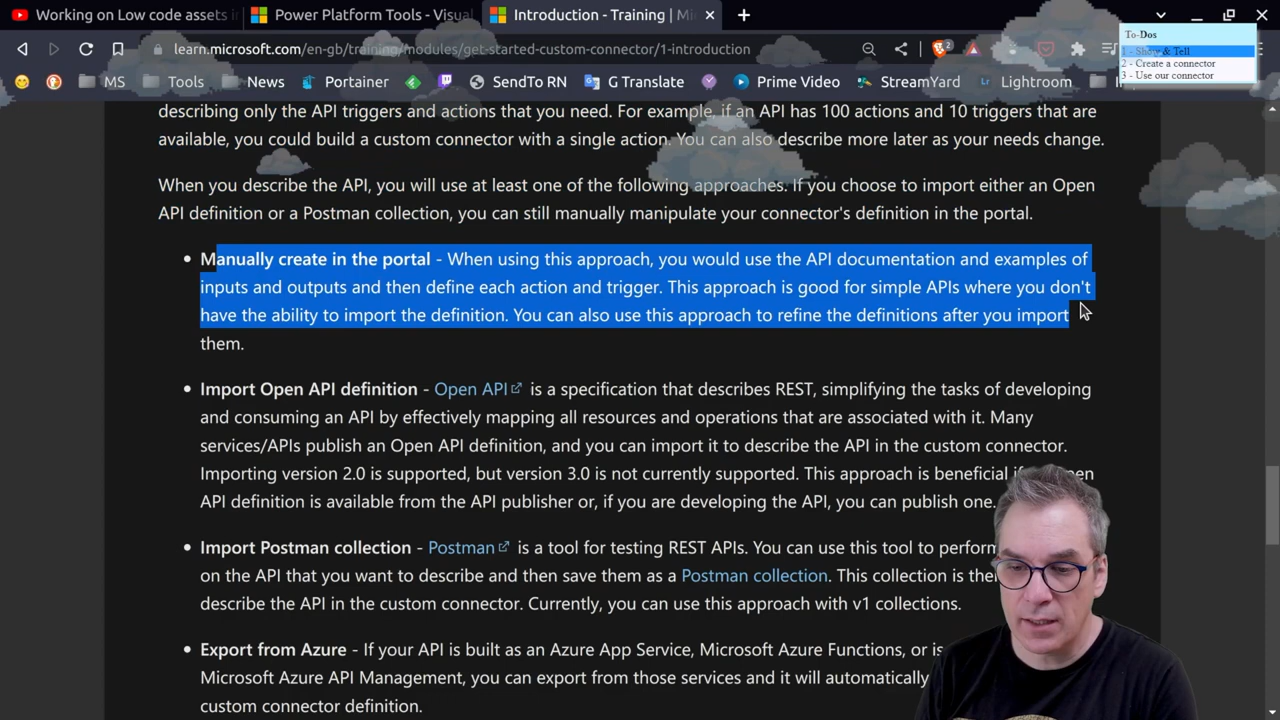 Working on Low code assets i
Power Platform Tools - Visual
Introduction - Training | Mi
learn.microsoft.com/en-gb/training/modules/get-started-custom-connector/1-introduction
2
To-Dos
1 - Show & Tell
2 - Create a connector
3 - Use our connector
MS
Tools
News
Portainer
SendTo RN
G Translate
Prime Video
StreamYard
Lr Lightroom
describing only the API triggers and actions that you need. For example, if an API has 100 actions and 10 triggers that are
available, you could build a custom connector with a single action. You can also describe more later as your needs change.
When you describe the API, you will use at least one of the following approaches. If you choose to import either an Open
API definition or a Postman collection, you can still manually manipulate your connector's definition in the portal.
• Manually create in the portal - When using this approach, you would use the API documentation and examples of
inputs and outputs and then define each action and trigger. This approach is good for simple APIs where you don't
have the ability to import the definition. You can also use this approach to refine the definitions after you import
them.
• Import Open API definition - Open API is a specification that describes REST, simplifying the tasks of developing
and consuming an API by effectively mapping all resources and operations that are associated with it. Many
services/APIs publish an Open API definition, and you can import it to describe the API in the custom connector.
Importing version 2.0 is supported, but version 3.0 is not currently supported. This approach is beneficial if
API definition is available from the API publisher or, if you are developing the API, you can publish one.
• Import Postman collection - Postman is a tool for testing REST APIs. You can use this tool to perform
on the API that you want to describe and then save them as a Postman collection. This collection is
describe the API in the custom connector. Currently, you can use this approach with v1 collections.
• Export from Azure - If your API is built as an Azure App Service, Microsoft Azure Functions, or is
Microsoft Azure API Management, you can export from those services and it will automatically
custom connector definition.